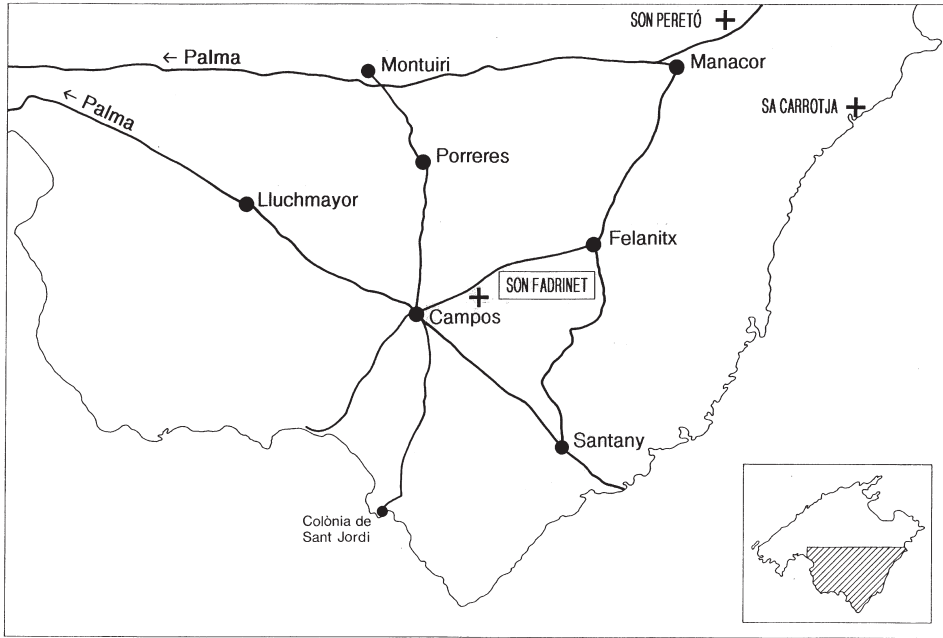 SON PERETÓ
← Palma
Montuiri
Manacor
← Palma
SA CARROTJA
Porreres
Lluchmayor
Felanitx
SON FADRINET
Campos
Santany
Colònia de
Sant Jordi